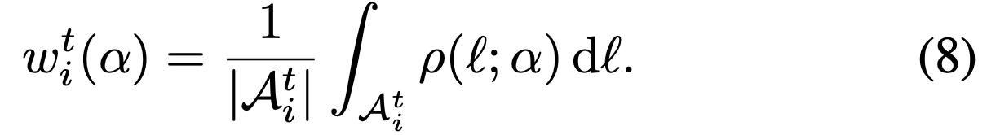 w_i^t(α) = \frac{1}{|\mathcal{A}_i^t|} \int_{\mathcal{A}_i^t} ρ(ℓ; α) dℓ. (8)